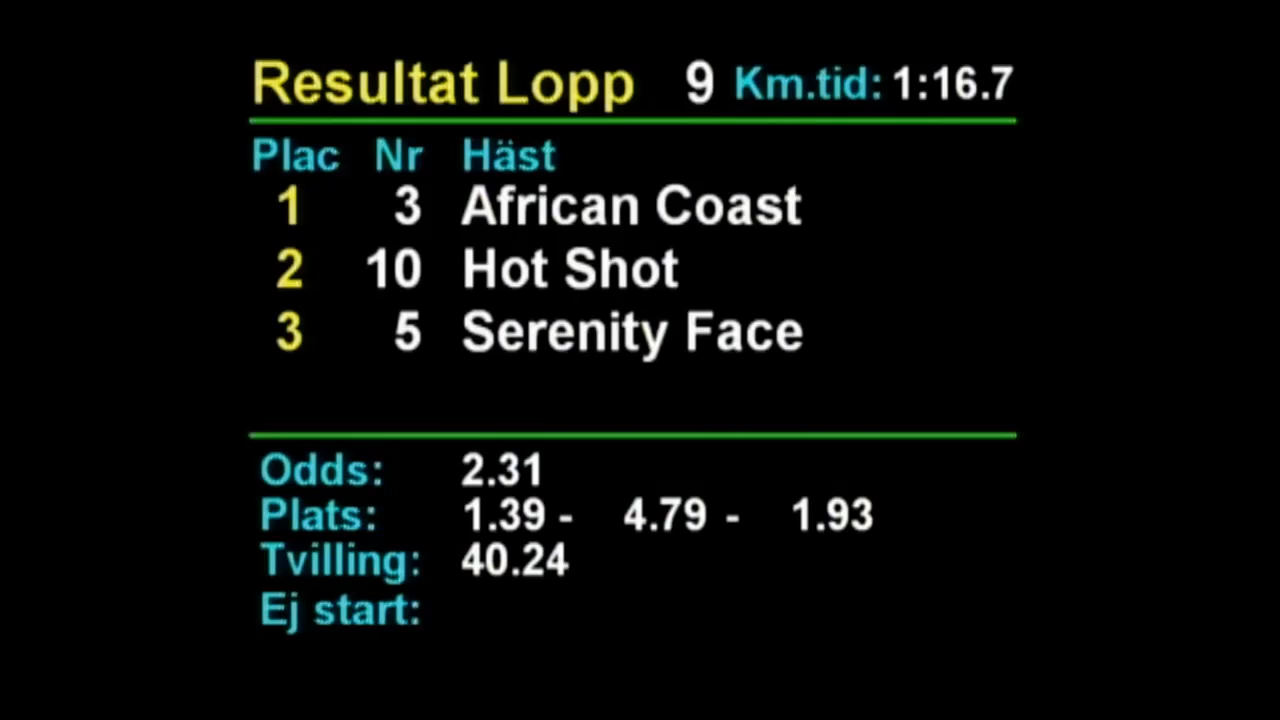 Resultat Lopp 9 Km.tid: 1:16.7
Plac Nr Häst
1 3 African Coast
2 10 Hot Shot
3 5 Serenity Face
Odds: 2.31
Plats: 1.39 - 4.79 - 1.93
Tvilling: 40.24
Ej start: